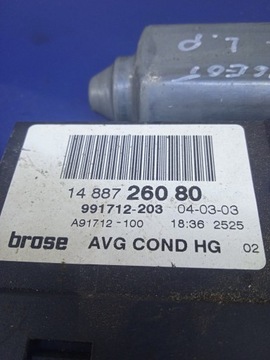 L.P
14 887 260 80
991712-203 04-03-03
A91712-100 18:36 2525
brose AVG COND HG 02